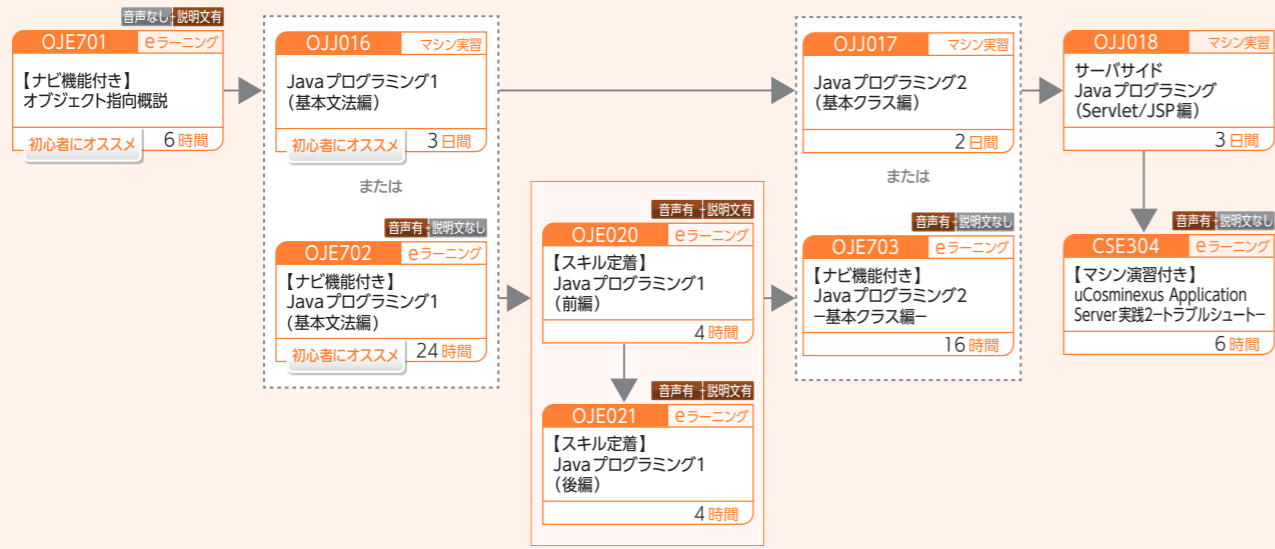 音声なし+説明文有
OJE701 eラーニング
【ナビ機能付き】
オブジェクト指向概説
初心者にオススメ 6時間
OJJ016 マシン実習
Javaプログラミング1
（基本文法編）
初心者にオススメ 3日間
または
音声有+説明文なし
OJE702 eラーニング
【ナビ機能付き】
Javaプログラミング1
（基本文法編）
初心者にオススメ 24時間
音声有+説明文有
OJE020 eラーニング
【スキル定着】
Javaプログラミング1
（前編）
4時間
音声有+説明文有
OJE021 eラーニング
【スキル定着】
Javaプログラミング1
（後編）
4時間
OJJ017 マシン実習
Javaプログラミング2
（基本クラス編）
2日間
または
音声有+説明文なし
OJE703 eラーニング
【ナビ機能付き】
Javaプログラミング2
−基本クラス編−
16時間
OJJ018 マシン実習
サーバサイド
Javaプログラミング
（Servlet/JSP編）
3日間
音声有+説明文なし
CSE304 eラーニング
【マシン演習付き】
uCosminexus Application
Server実践2−トラブルシュート−
6時間